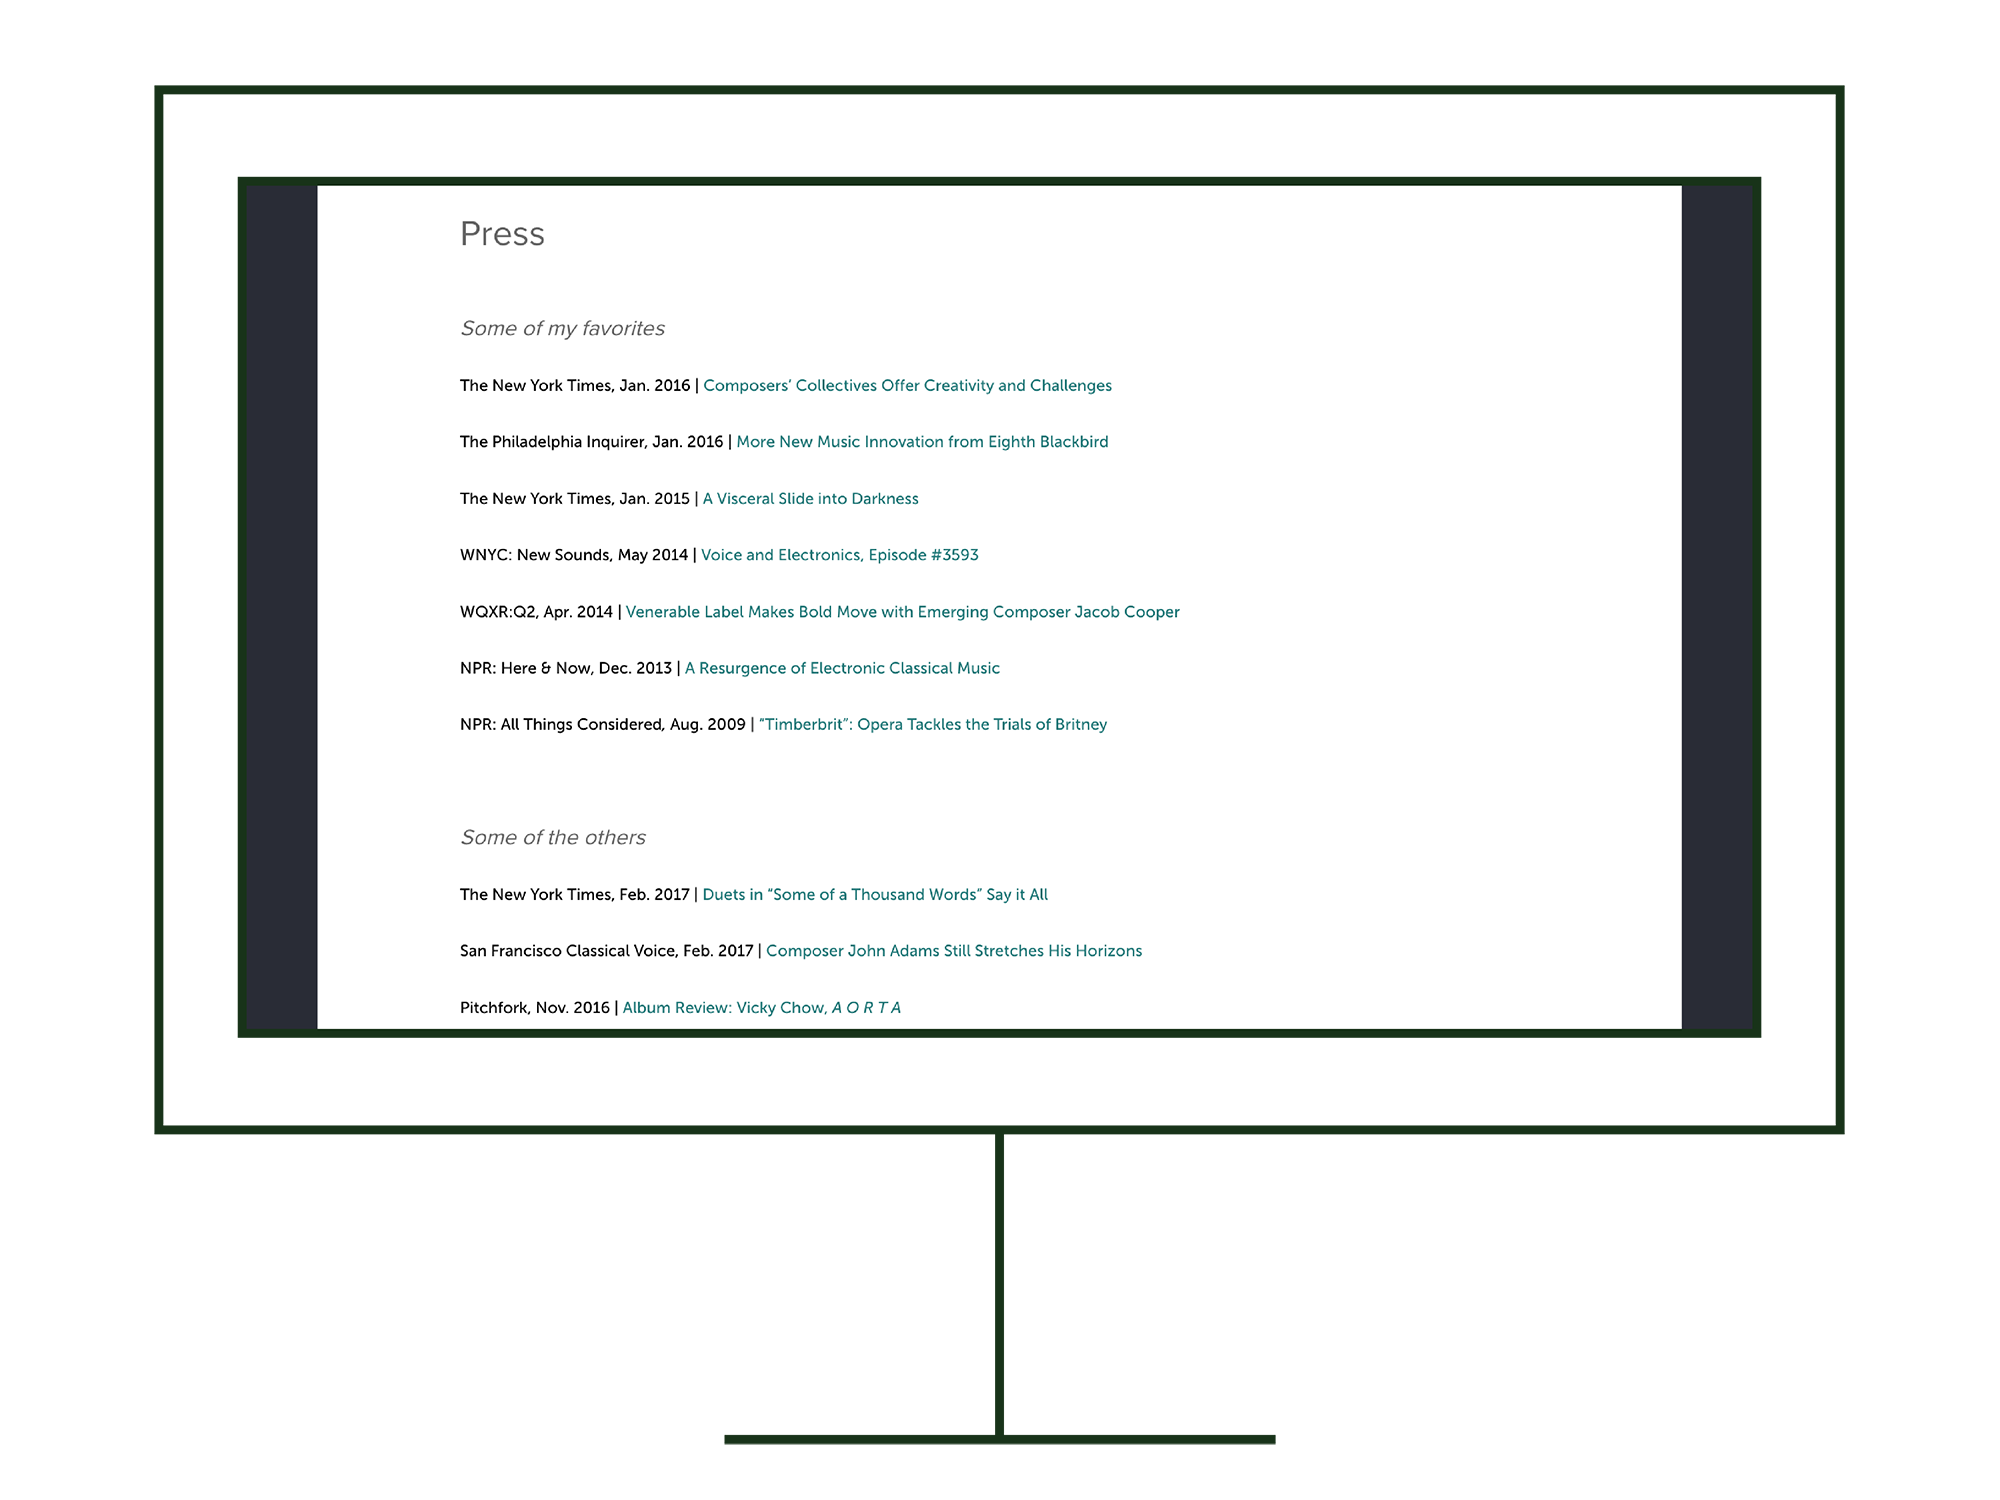 Press
Some of my favorites
The New York Times, Jan. 2016 | Composers’ Collectives Offer Creativity and Challenges
The Philadelphia Inquirer, Jan. 2016 | More New Music Innovation from Eighth Blackbird
The New York Times, Jan. 2015 | A Visceral Slide into Darkness
WNYC: New Sounds, May 2014 | Voice and Electronics, Episode #3593
WQXR:Q2, Apr. 2014 | Venerable Label Makes Bold Move with Emerging Composer Jacob Cooper
NPR: Here & Now, Dec. 2013 | A Resurgence of Electronic Classical Music
NPR: All Things Considered, Aug. 2009 | “Timberbrit”: Opera Tackles the Trials of Britney
Some of the others
The New York Times, Feb. 2017 | Duets in “Some of a Thousand Words” Say it All
San Francisco Classical Voice, Feb. 2017 | Composer John Adams Still Stretches His Horizons
Pitchfork, Nov. 2016 | Album Review: Vicky Chow, A O R T A